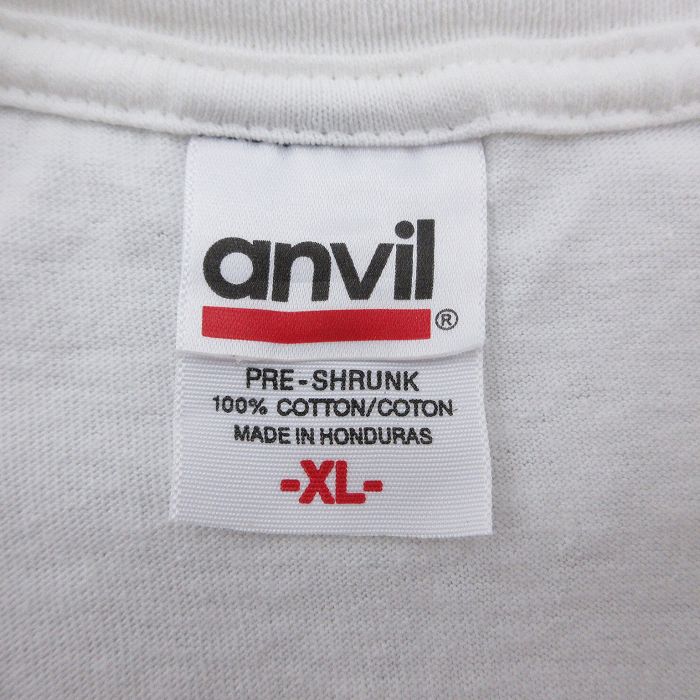 anvil®
PRE-SHRUNK
100% COTTON/COTON
MADE IN HONDURAS
-XL-